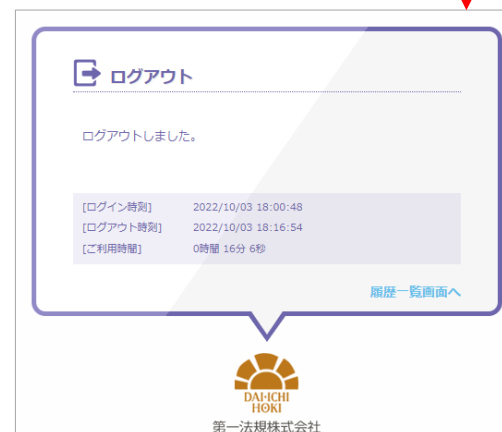 ログアウト
ログアウトしました。
[ログイン時刻] 2022/10/03 18:00:48
[ログアウト時刻] 2022/10/03 18:16:54
[ご利用時間] 0時間 16分 6秒
履歴一覧画面へ
DAI-ICHI
HOKI
第一法規株式会社